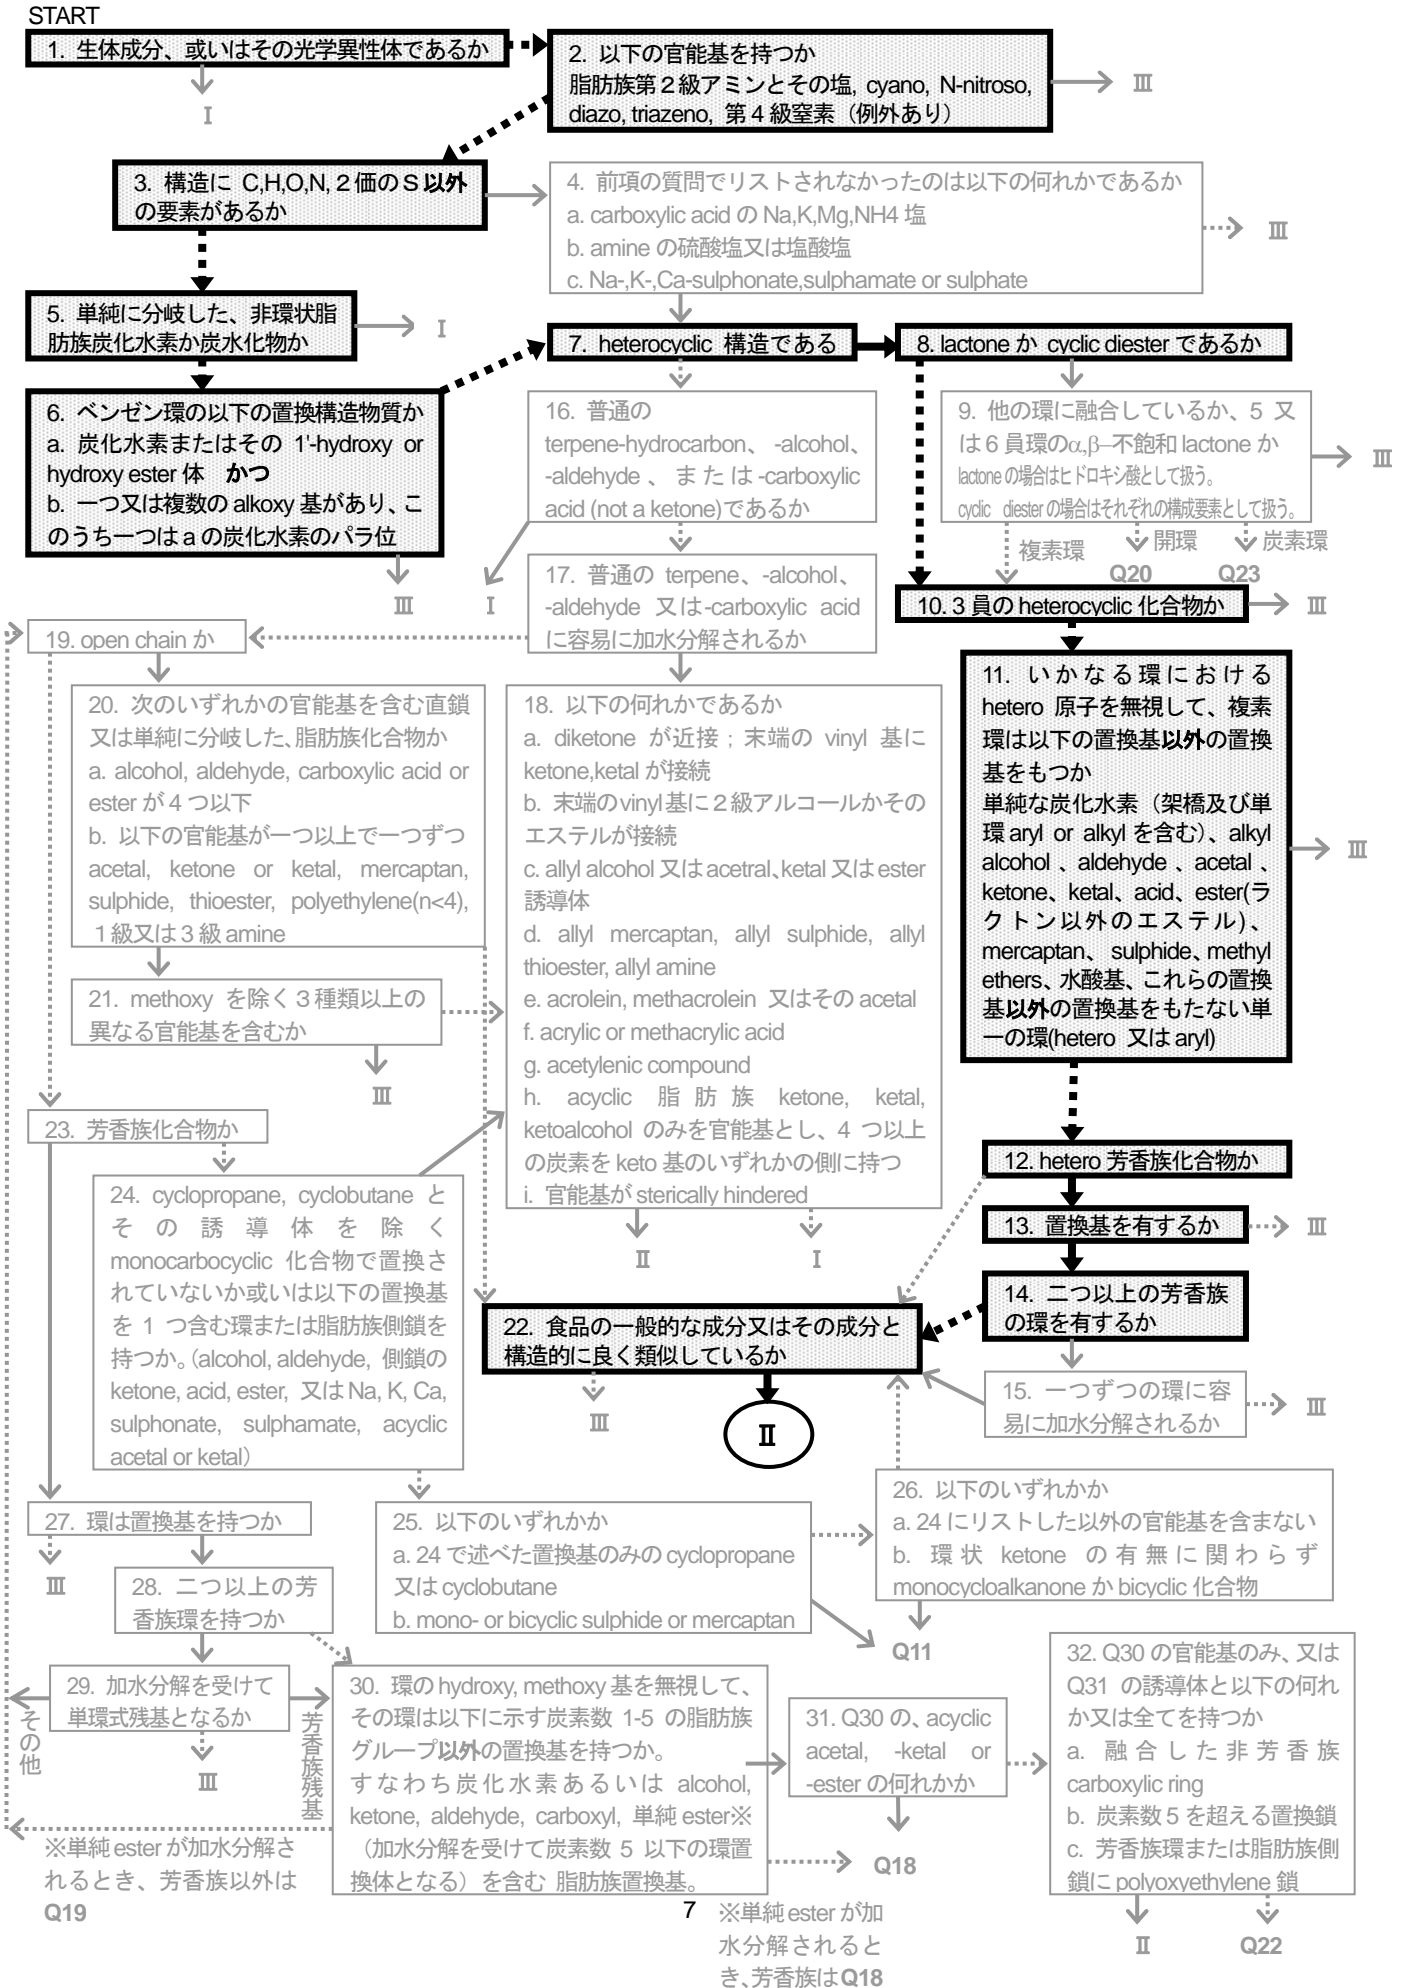 START
1. 生体成分、或いはその光学異性体であるか
I
2. 以下の官能基を持つか
脂肪族第２級アミンとその塩, cyano, N-nitroso,
diazo, triazeno, 第４級窒素（例外あり）
Ⅲ
3. 構造に C,H,O,N,２価のＳ以外
の要素があるか
4. 前項の質問でリストされなかったのは以下の何れかであるか
a. carboxylic acid の Na,K,Mg,NH4 塩
b. amine の硫酸塩又は塩酸塩
c. Na-,K-,Ca-sulphonate,sulphamate or sulphate
Ⅲ
5. 単純に分岐した、非環状脂
肪族炭化水素か炭水化物か
I
6. ベンゼン環の以下の置換構造物質か
a. 炭化水素またはその 1'-hydroxy or
hydroxy ester 体　かつ
b. 一つ又は複数の alkoxy 基があり、こ
のうち一つはａの炭化水素のパラ位
Ⅲ
7. heterocyclic 構造である
8. lactone か cyclic diester であるか
9. 他の環に融合しているか、５又
は６員環のα,β–不飽和 lactone か
lactone の場合はヒドロキシ酸として扱う。
cyclic diester の場合はそれぞれの構成要素として扱う。
Ⅲ
複素環
開環
炭素環
Q20
Q23
10. 3 員の heterocyclic 化合物か
Ⅲ
11. いかなる環における
hetero 原子を無視して、複素
環は以下の置換基以外の置換
基をもつか
単純な炭化水素（架橋及び単
環 aryl or alkyl を含む）、alkyl
alcohol 、aldehyde 、acetal 、
ketone、ketal、acid、ester(ラ
クトン以外のエステル)、
mercaptan、 sulphide、methyl
ethers、水酸基、これらの置換
基以外の置換基をもたない単
一の環(hetero 又は aryl)
Ⅲ
12. hetero 芳香族化合物か
13. 置換基を有するか
Ⅲ
14. 二つ以上の芳香族
の環を有するか
15. 一つずつの環に容
易に加水分解されるか
Ⅲ
16. 普通の
terpene-hydrocarbon、 -alcohol、
-aldehyde 、または -carboxylic
acid (not a ketone)であるか
I
17. 普通の terpene、-alcohol、
-aldehyde 又は-carboxylic acid
に容易に加水分解されるか
18. 以下の何れかであるか
a. diketone が近接；末端の vinyl 基に
ketone,ketal が接続
b. 末端のvinyl基に２級アルコールかその
エステルが接続
c. allyl alcohol 又は acetral、ketal 又は ester
誘導体
d. allyl mercaptan, allyl sulphide, allyl
thioester, allyl amine
e. acrolein, methacrolein 又はその acetal
f. acrylic or methacrylic acid
g. acetylenic compound
h. acyclic 脂肪族 ketone, ketal,
ketoalcohol のみを官能基とし、４つ以上
の炭素を keto 基のいずれかの側に持つ
i. 官能基が sterically hindered
Ⅱ
I
19. open chain か
20. 次のいずれかの官能基を含む直鎖
又は単純に分岐した、脂肪族化合物か
a. alcohol, aldehyde, carboxylic acid or
ester が４つ以下
b. 以下の官能基が一つ以上で一つずつ
acetal, ketone or ketal, mercaptan,
sulphide, thioester, polyethylene(n<4),
１級又は３級 amine
21. methoxy を除く３種類以上の
異なる官能基を含むか
Ⅲ
22. 食品の一般的な成分又はその成分と
構造的に良く類似しているか
Ⅲ
Ⅱ
23. 芳香族化合物か
24. cyclopropane, cyclobutane と
その誘導体を除く
monocarbocyclic 化合物で置換さ
れていないか或いは以下の置換基
を 1 つ含む環または脂肪族側鎖を
持つか。（alcohol, aldehyde, 側鎖の
ketone, acid, ester, 又は Na, K, Ca,
sulphonate, sulphamate, acyclic
acetal or ketal）
25. 以下のいずれかか
a. 24 で述べた置換基のみの cyclopropane
又は cyclobutane
b. mono- or bicyclic sulphide or mercaptan
26. 以下のいずれかか
a. 24 にリストした以外の官能基を含まない
b. 環状 ketone の有無に関わらず
monocycloalkanone か bicyclic 化合物
Q11
27. 環は置換基を持つか
Ⅲ
28. 二つ以上の芳
香族環を持つか
29. 加水分解を受けて
単環式残基となるか
その他
芳香族残基
Ⅲ
30. 環の hydroxy, methoxy 基を無視して、
その環は以下に示す炭素数 1-5 の脂肪族
グループ以外の置換基を持つか。
すなわち炭化水素あるいは alcohol,
ketone, aldehyde, carboxyl, 単純 ester※
（加水分解を受けて炭素数 5 以下の環置
換体となる）を含む 脂肪族置換基。
31. Q30 の、acyclic
acetal, -ketal or
-ester の何れかか
Q18
32. Q30 の官能基のみ、又は
Q31 の誘導体と以下の何れ
か又は全てを持つか
a. 融合した非芳香族
carboxylic ring
b. 炭素数５を超える置換鎖
c. 芳香族環または脂肪族側
鎖に polyoxyethylene 鎖
Ⅱ
Q22
※単純 ester が加水分解さ
れるとき、芳香族以外は
Q19
7
※単純 ester が加
水分解されると
き、芳香族は Q18